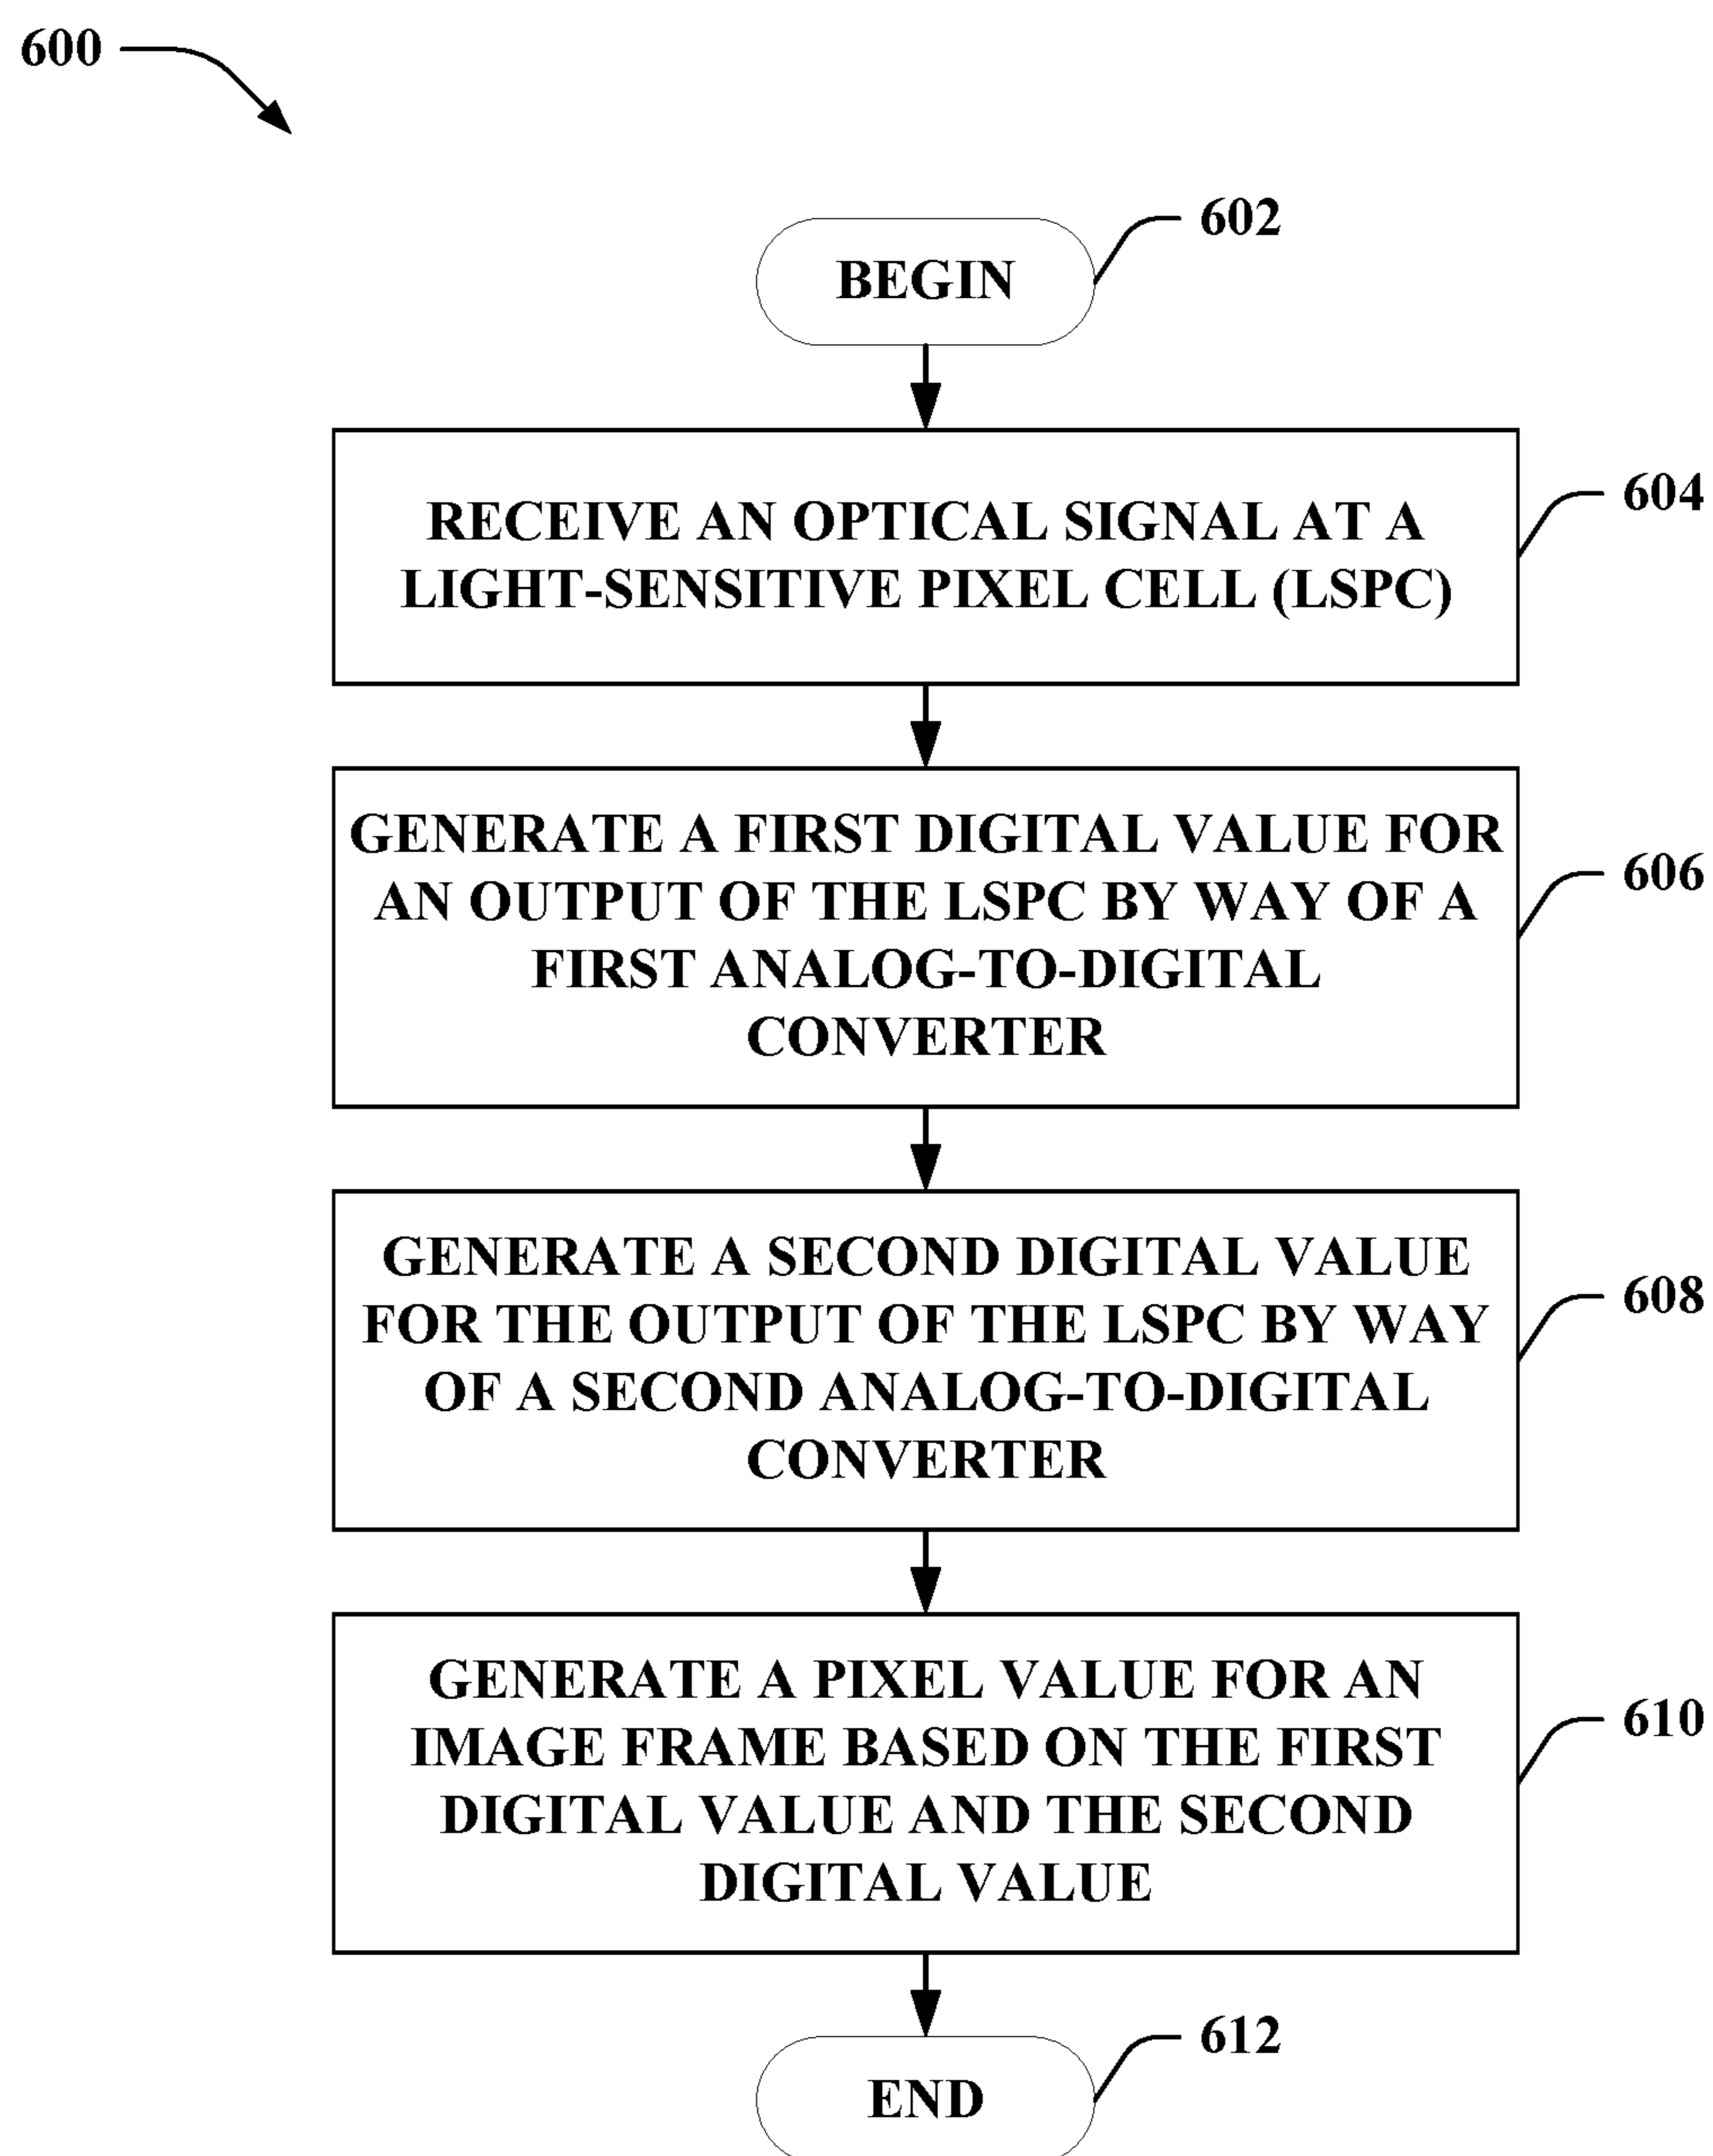 600
602
BEGIN
604
RECEIVE AN OPTICAL SIGNAL AT A
LIGHT-SENSITIVE PIXEL CELL (LSPC)
606
GENERATE A FIRST DIGITAL VALUE FOR
AN OUTPUT OF THE LSPC BY WAY OF A
FIRST ANALOG-TO-DIGITAL
CONVERTER
608
GENERATE A SECOND DIGITAL VALUE
FOR THE OUTPUT OF THE LSPC BY WAY
OF A SECOND ANALOG-TO-DIGITAL
CONVERTER
610
GENERATE A PIXEL VALUE FOR AN
IMAGE FRAME BASED ON THE FIRST
DIGITAL VALUE AND THE SECOND
DIGITAL VALUE
612
END